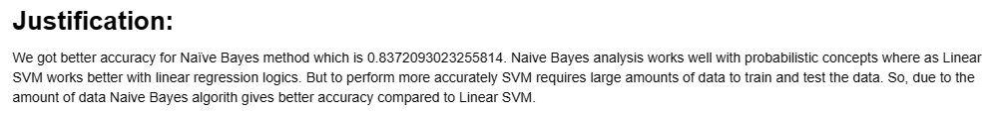 Justification:
We got better accuracy for Naïve Bayes method which is 0.8372093023255814. Naive Bayes analysis works well with probabilistic concepts where as Linear
SVM works better with linear regression logics. But to perform more accurately SVM requires large amounts of data to train and test the data. So, due to the
amount of data Naive Bayes algorith gives better accuracy compared to Linear SVM.